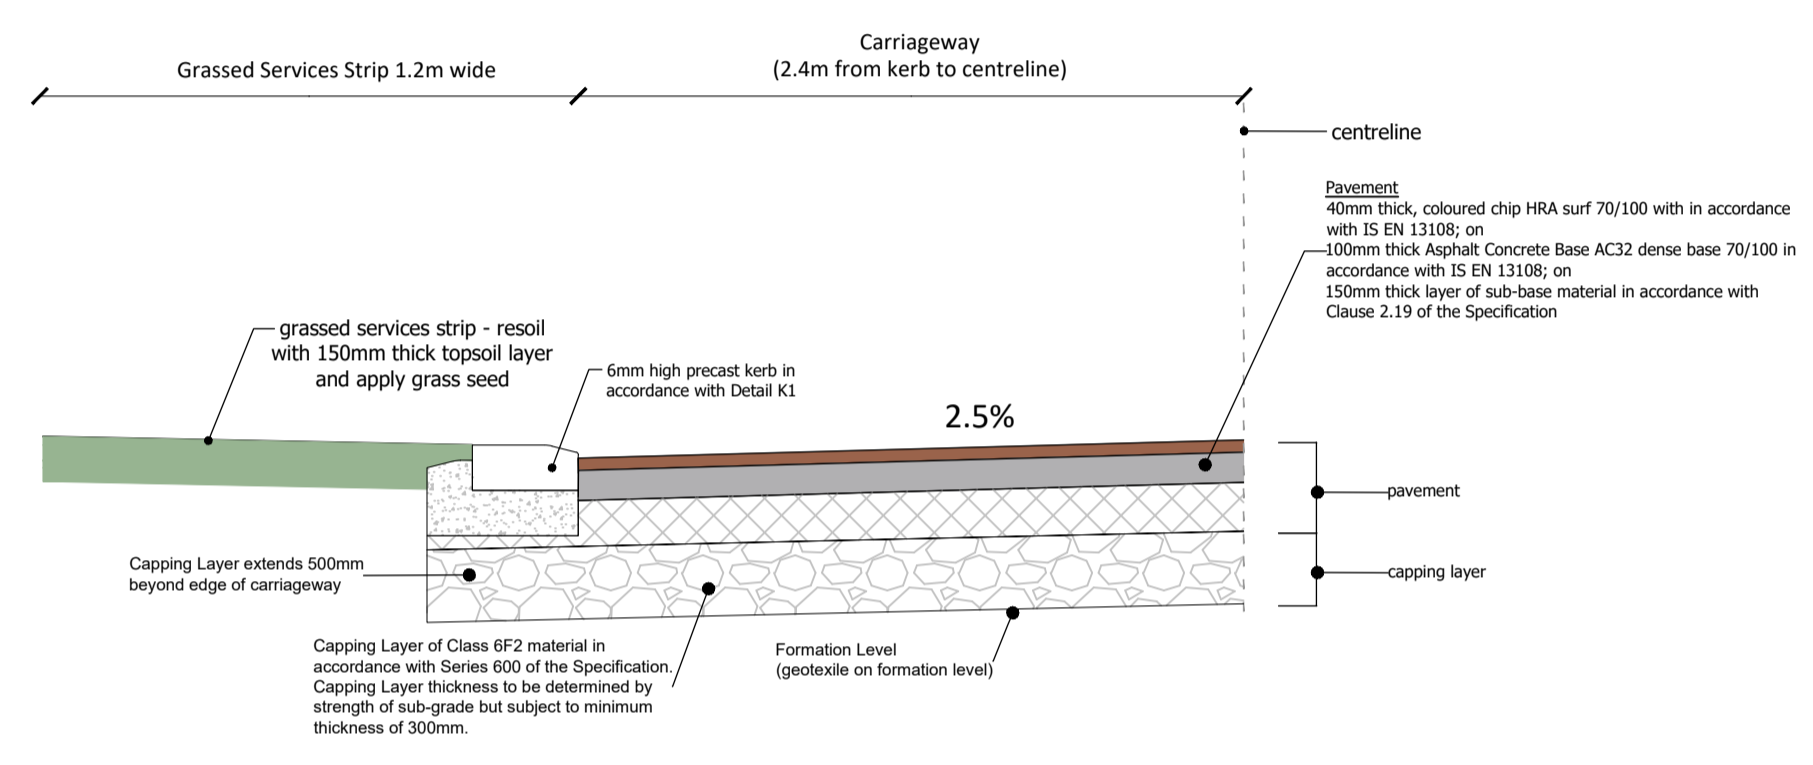 Carriageway
(2.4m from kerb to centreline)
Grassed Services Strip 1.2m wide
centreline
Pavement
40mm thick, coloured chip HRA surf 70/100 with in accordance
with IS EN 13108; on
100mm thick Asphalt Concrete Base AC32 dense base 70/100 in
accordance with IS EN 13108; on
150mm thick layer of sub-base material in accordance with
Clause 2.19 of the Specification
grassed services strip - resoil
with 150mm thick topsoil layer
and apply grass seed
6mm high precast kerb in
accordance with Detail K1
2.5%
pavement
Capping Layer extends 500mm
beyond edge of carriageway
capping layer
Capping Layer of Class 6F2 material in
accordance with Series 600 of the Specification.
Capping Layer thickness to be determined by
strength of sub-grade but subject to minimum
thickness of 300mm.
Formation Level
(geotexile on formation level)